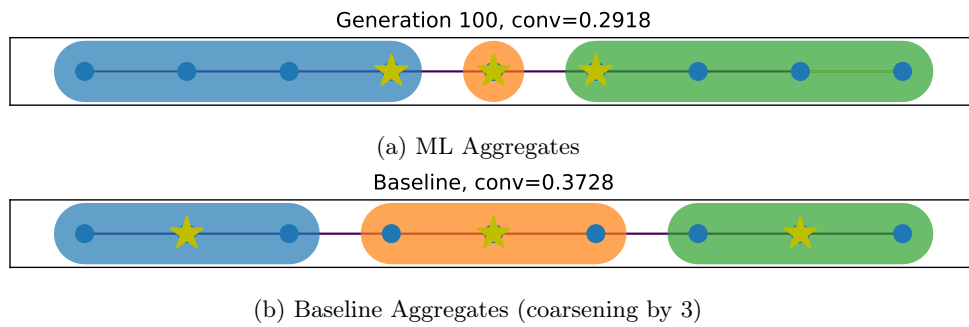 Generation 100, conv=0.2918
(a) ML Aggregates
Baseline, conv=0.3728
(b) Baseline Aggregates (coarsening by 3)